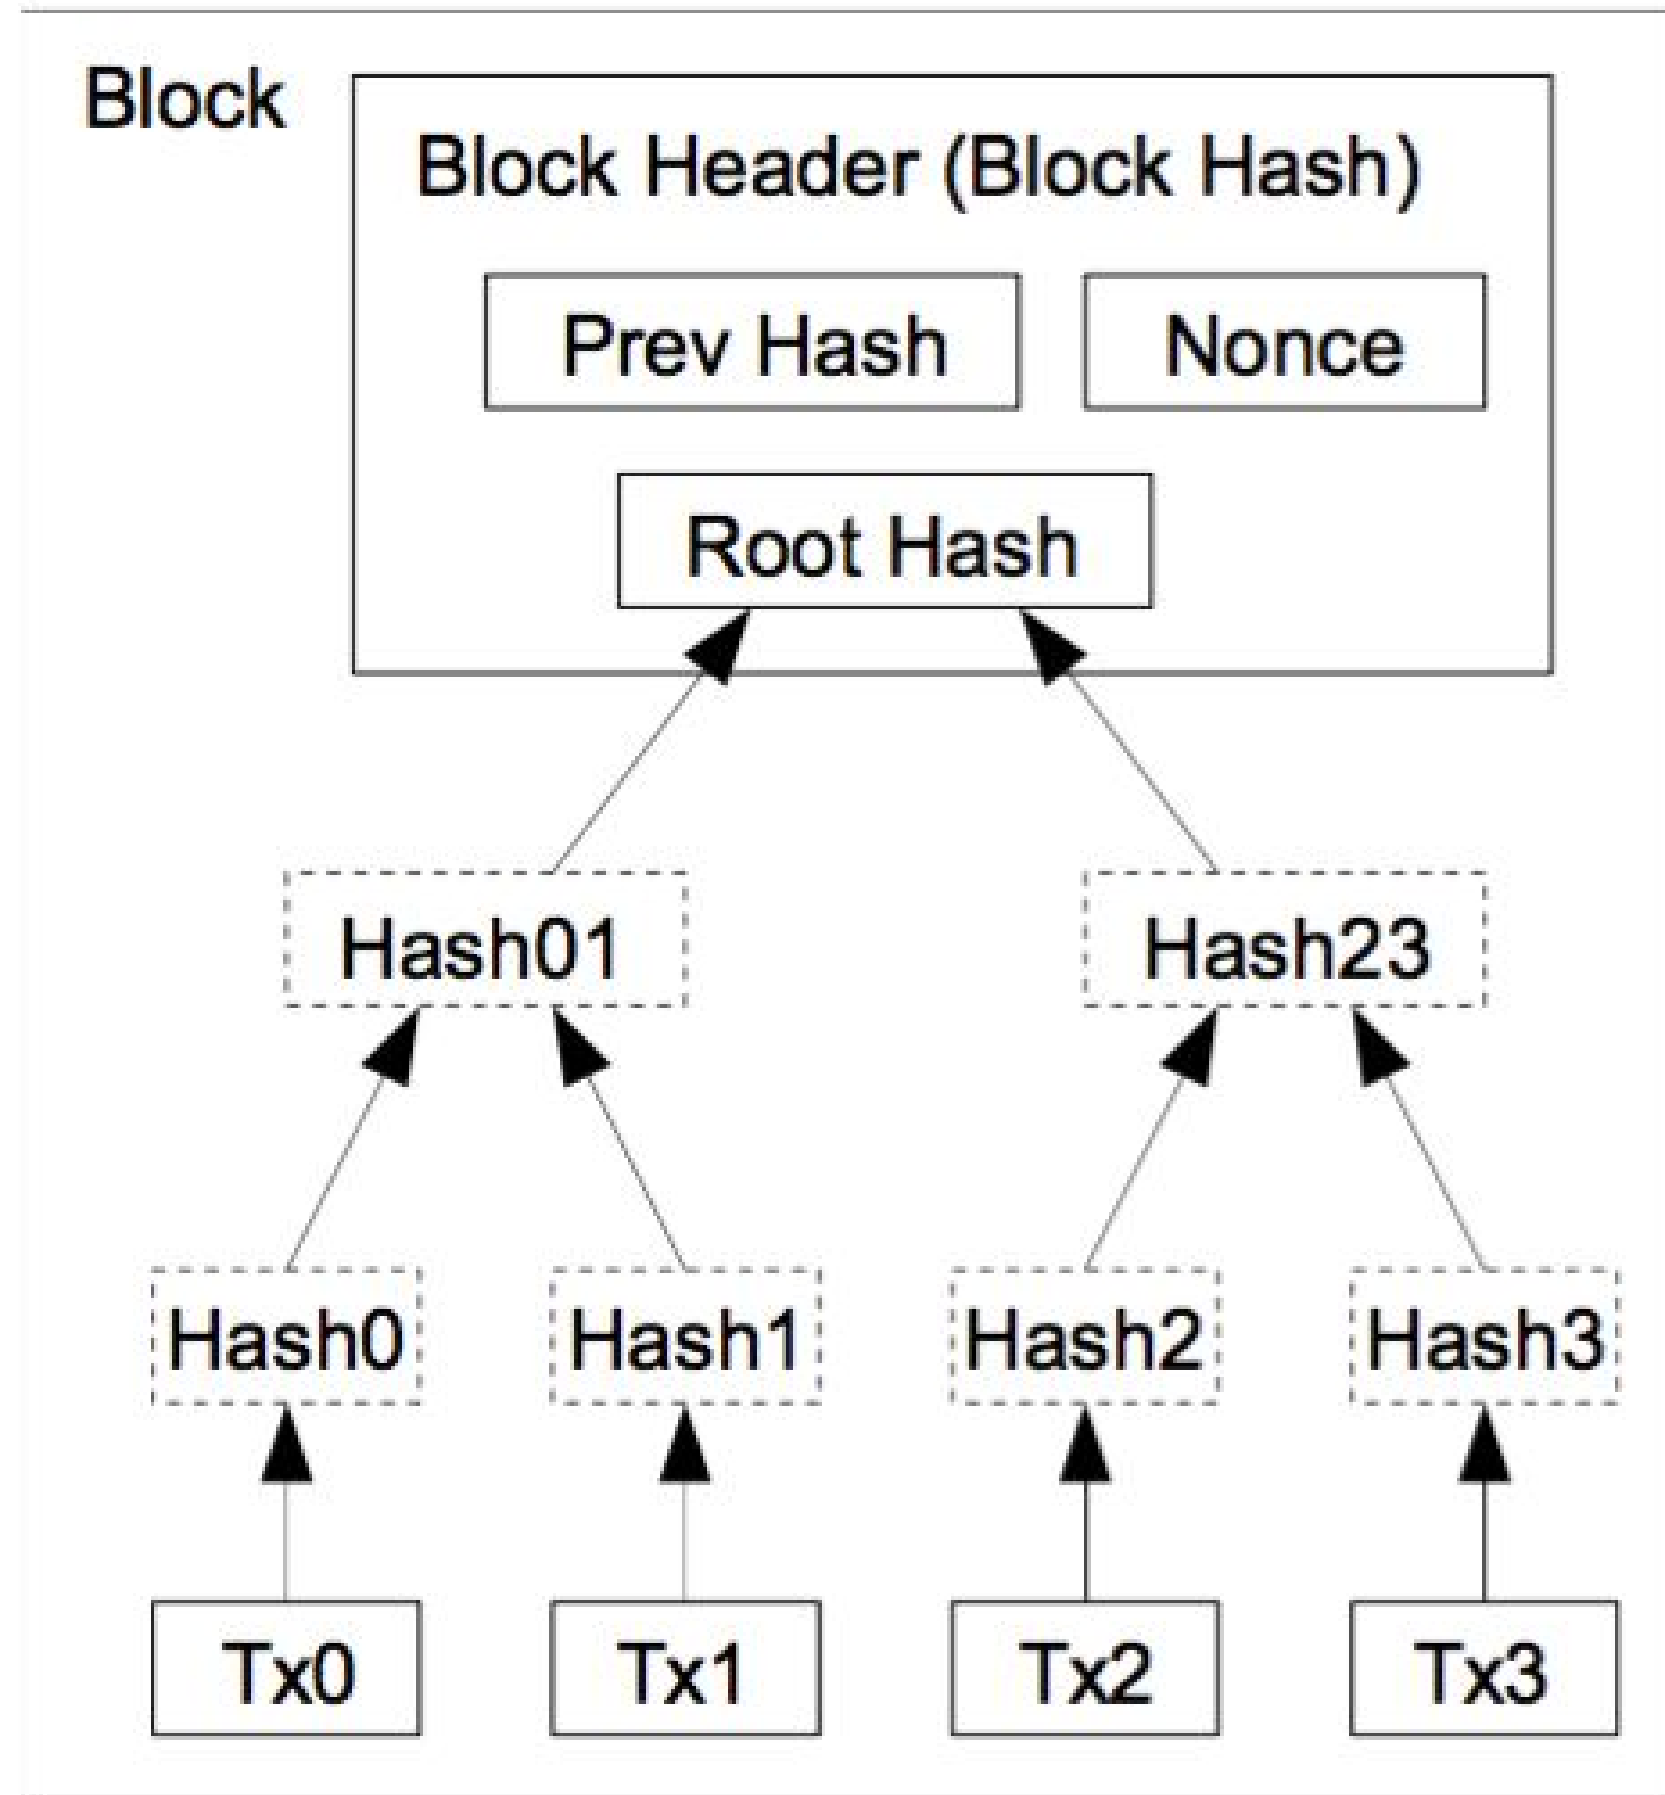 Block
Block Header (Block Hash)
Prev Hash Nonce
Root Hash
Hash01 Hash23
Hash0 Hash1 Hash2 Hash3
Tx0 Tx1 Tx2 Tx3